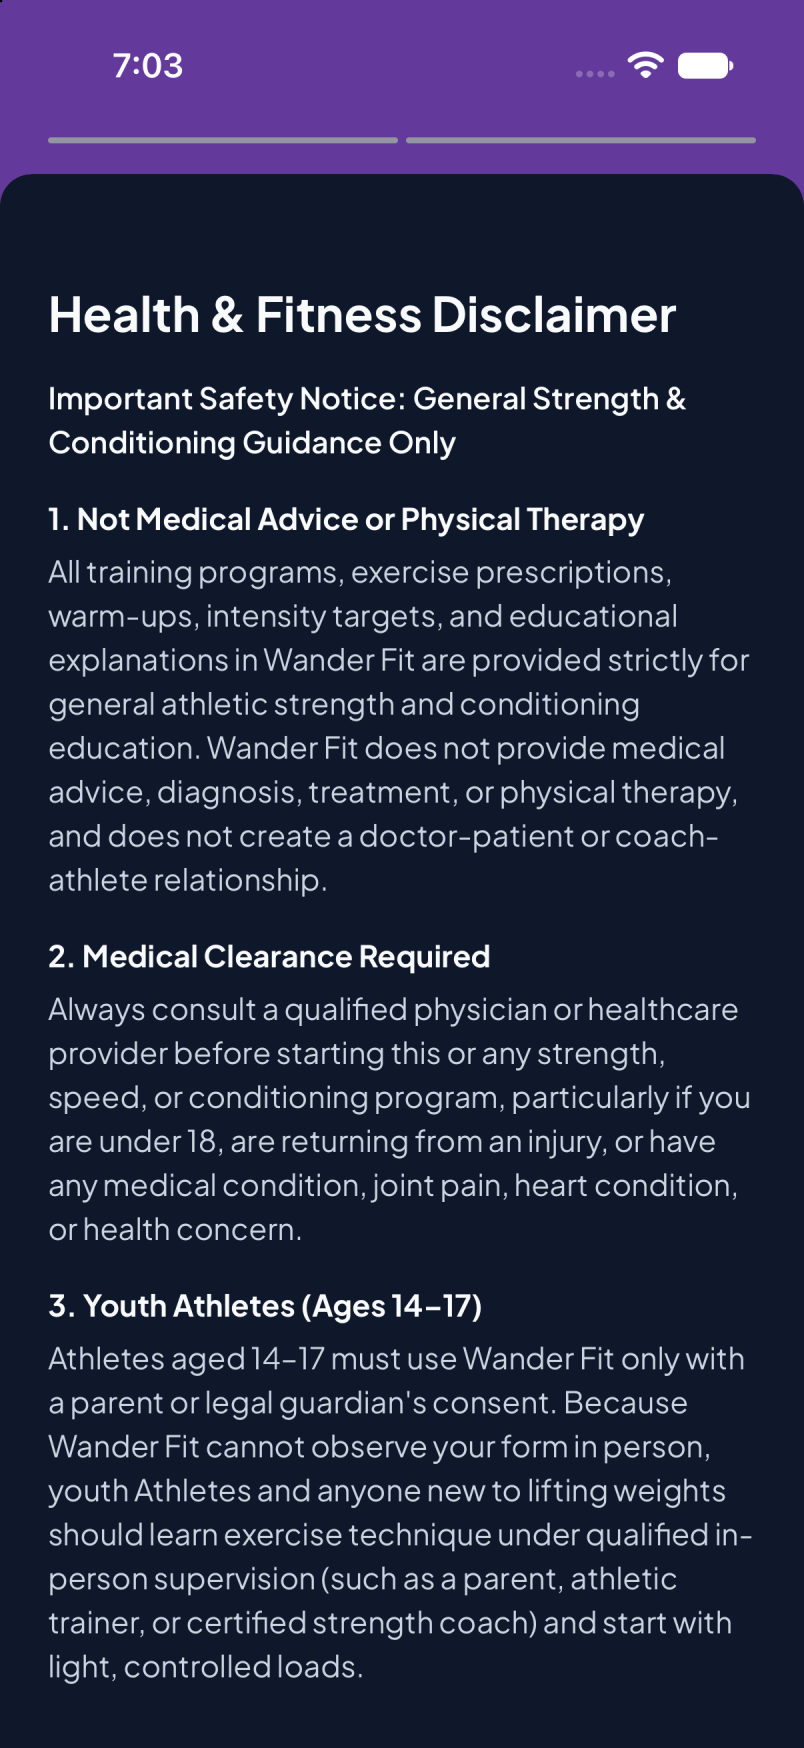 7:03
Health & Fitness Disclaimer
Important Safety Notice: General Strength &
Conditioning Guidance Only
1. Not Medical Advice or Physical Therapy
All training programs, exercise prescriptions,
warm-ups, intensity targets, and educational
explanations in Wander Fit are provided strictly for
general athletic strength and conditioning
education. Wander Fit does not provide medical
advice, diagnosis, treatment, or physical therapy,
and does not create a doctor-patient or coach-
athlete relationship.
2. Medical Clearance Required
Always consult a qualified physician or healthcare
provider before starting this or any strength,
speed, or conditioning program, particularly if you
are under 18, are returning from an injury, or have
any medical condition, joint pain, heart condition,
or health concern.
3. Youth Athletes (Ages 14–17)
Athletes aged 14–17 must use Wander Fit only with
a parent or legal guardian's consent. Because
Wander Fit cannot observe your form in person,
youth Athletes and anyone new to lifting weights
should learn exercise technique under qualified in-
person supervision (such as a parent, athletic
trainer, or certified strength coach) and start with
light, controlled loads.